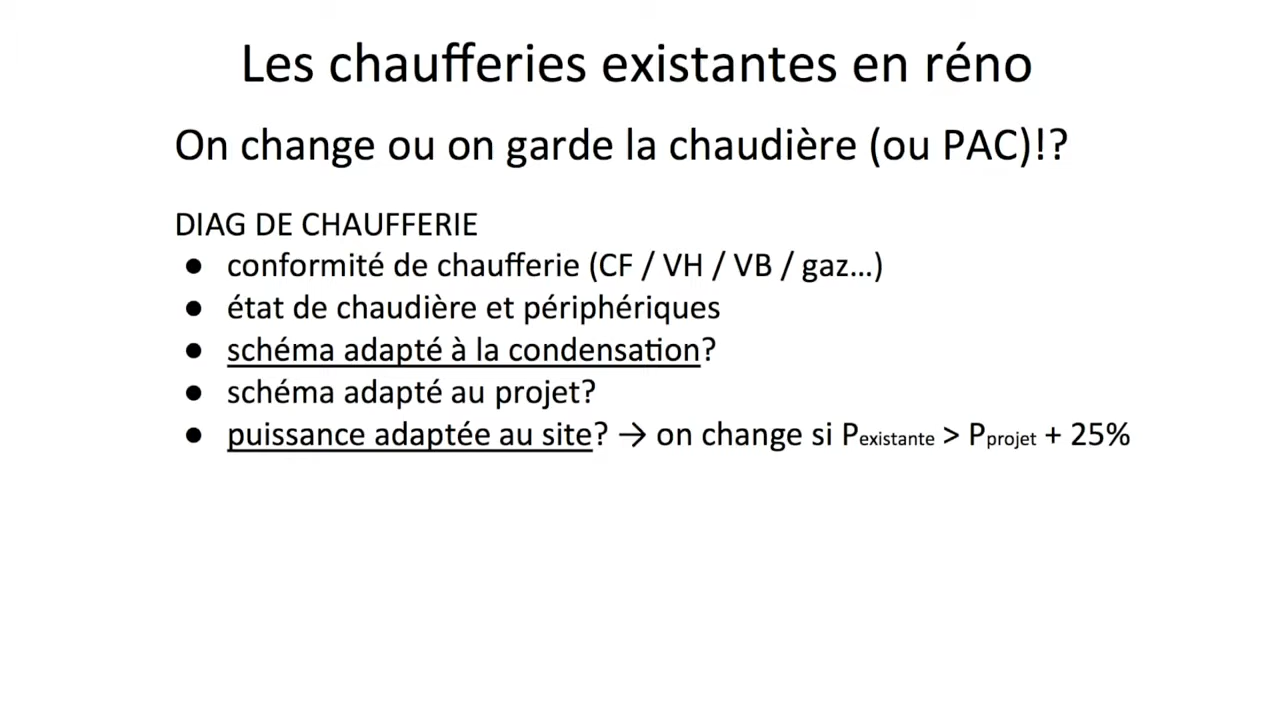 Les chaufferies existantes en réno
On change ou on garde la chaudière (ou PAC)!?
DIAG DE CHAUFFERIE
● conformité de chaufferie (CF / VH / VB / gaz…)
● état de chaudière et périphériques
● schéma adapté à la condensation?
● schéma adapté au projet?
● puissance adaptée au site? → on change si Pexistante > Pprojet + 25%